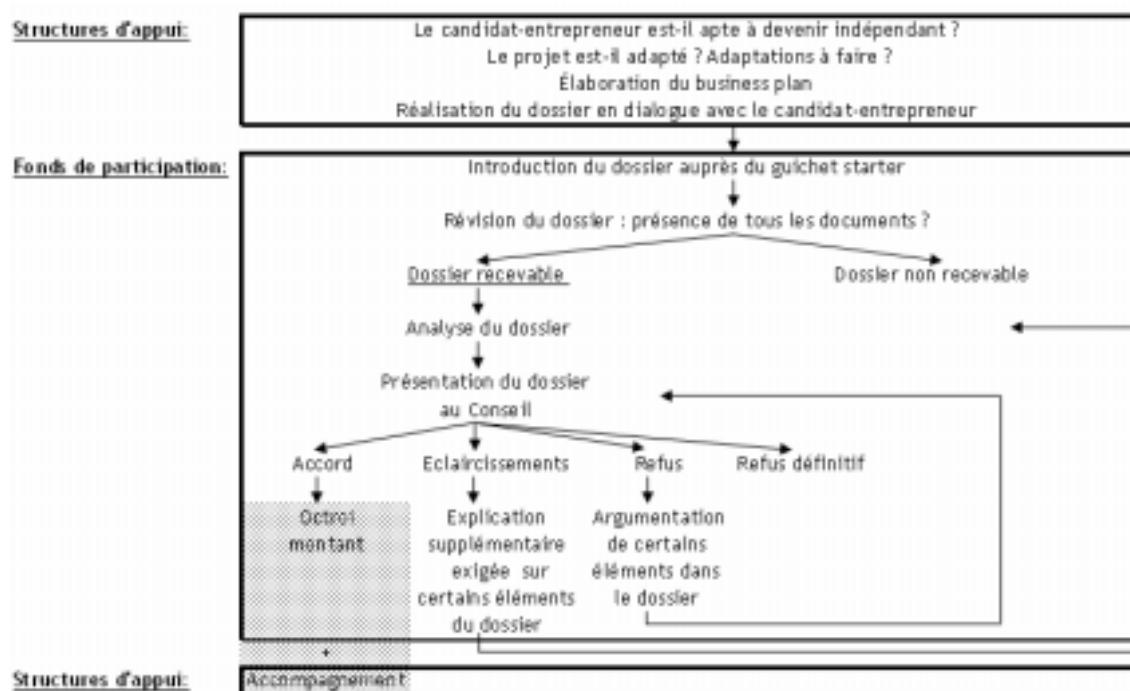 Structures d'appui:
Le candidat-entrepreneur est-il apte à devenir indépendant ?
Le projet est-il adapté ? Adaptations à faire ?
Élaboration du business plan
Réalisation du dossier en dialogue avec le candidat-entrepreneur
Fonds de participation:
Introduction du dossier auprès du guichet starter
Révision du dossier : présence de tous les documents ?
Dossier recevable
Dossier non recevable
Analyse du dossier
Présentation du dossier
au Conseil
Accord
Eclaircissements
Refus
Refus définitif
Octroi
montant
Explication
supplémentaire
exigée sur
certains éléments
du dossier
Argumentation
de certains
éléments dans
le dossier
+
Structures d'appui:
Accompagnement